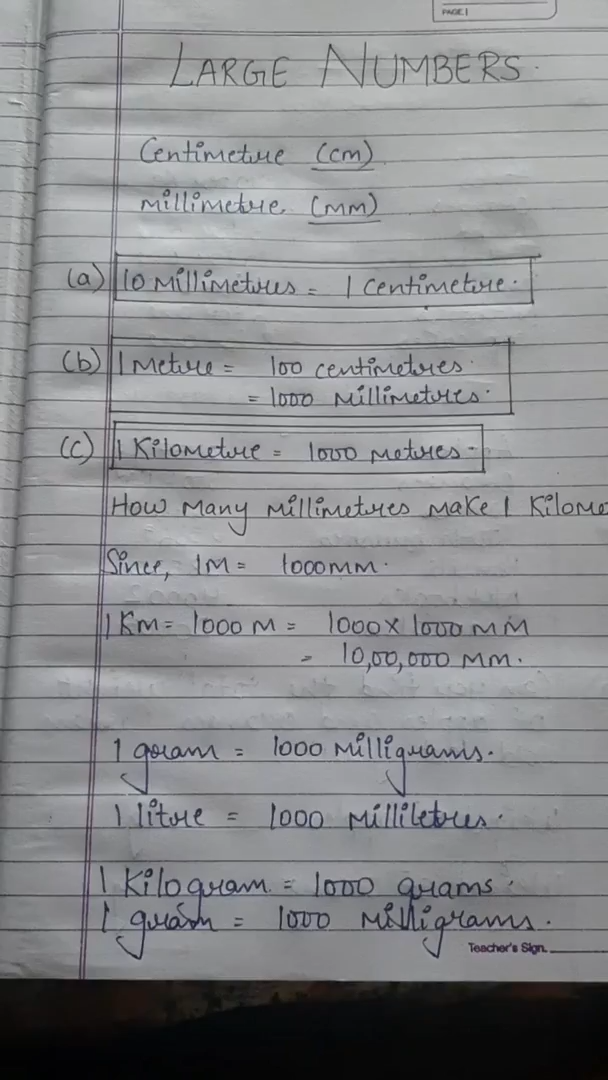 PAGE
LARGE NUMBERS.
Centimetre (cm)
Millimetre (MM)
(a) 10 Millimetres = 1 centimetre.
(b) 1 Metre = 100 centimetres.
= 1000 Millimetres.
(c) 1 Kilometre = 1000 Metres.
How Many Millimetres Make 1 Kilome
Since, 1M = 1000MM.
1 KM = 1000 M = 1000 X 1000 MM
= 10,00,000 MM.
1 gram = 1000 Milligrams.
1 litre = 1000 Milliletres.
1 Kilogram = 1000 grams.
1 gram = 1000 Milligrams.
Teacher's Sign.